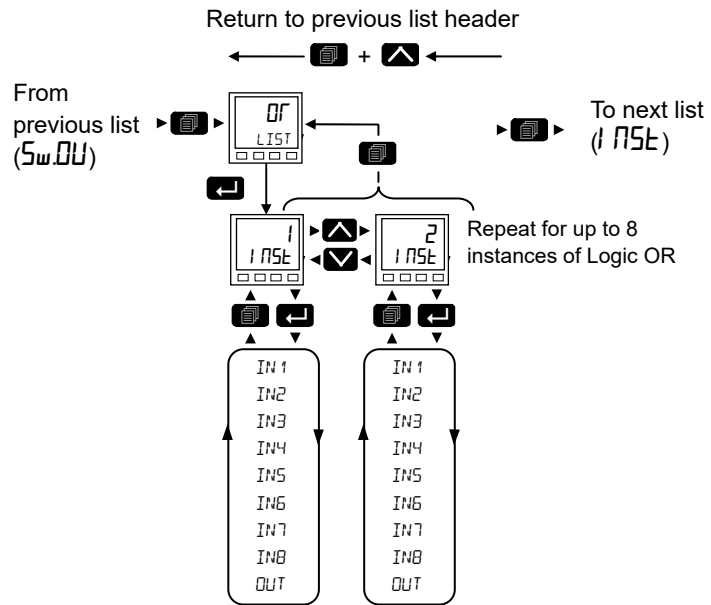 Return to previous list header
+
From
previous list
(Sw.OU)
or
LIST
To next list
(INSt)
1
INSt
2
INSt
Repeat for up to 8
instances of Logic OR
IN1
IN2
IN3
IN4
IN5
IN6
IN7
IN8
OUT
IN1
IN2
IN3
IN4
IN5
IN6
IN7
IN8
OUT